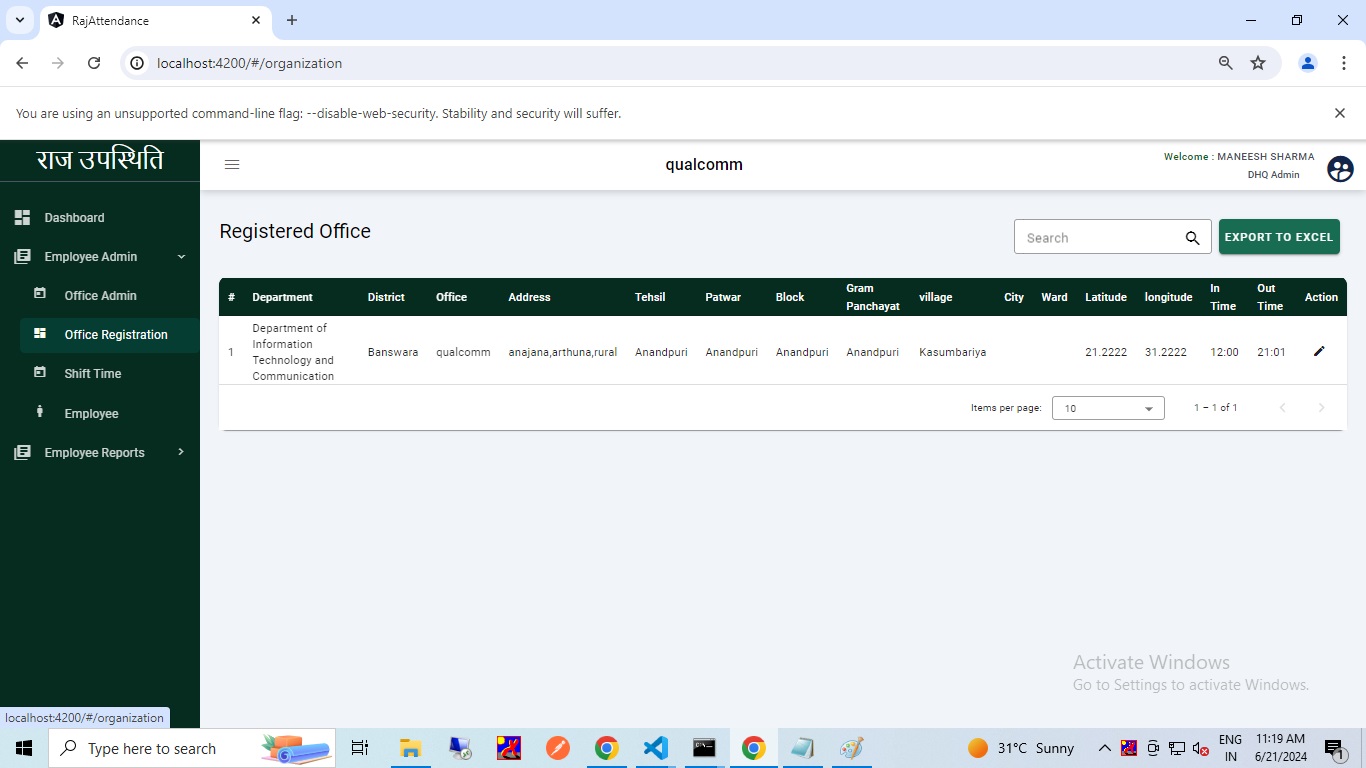 RajAttendance
localhost:4200/#/organization
You are using an unsupported command-line flag: --disable-web-security. Stability and security will suffer.
राज उपस्थिति
qualcomm
Welcome : MANEESH SHARMA
DHQ Admin
Dashboard
Employee Admin
Office Admin
Office Registration
Shift Time
Employee
Employee Reports
Registered Office
Search
EXPORT TO EXCEL
# Department District Office Address Tehsil Patwar Block Gram Panchayat village City Ward Latitude longitude In Time Out Time Action
1 Department of Information Technology and Communication Banswara qualcomm anajana,arthuna,rural Anandpuri Anandpuri Anandpuri Anandpuri Kasumbariya 21.2222 31.2222 12:00 21:01
Items per page: 10 1 – 1 of 1
Activate Windows
Go to Settings to activate Windows.
localhost:4200/#/organization
Type here to search
31°C Sunny
ENG
IN
11:19 AM
6/21/2024
1